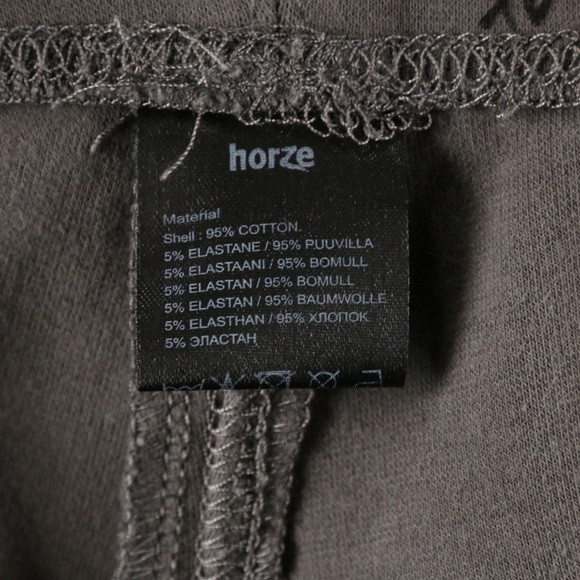 horze
Material
Shell : 95% COTTON.
5% ELASTANE / 95% PUUVILLA
5% ELASTAANI / 95% BOMULL
5% ELASTAN / 95% BOMULL
5% ELASTAN / 95% BAUMWOLLE
5% ELASTHAN / 95% ХЛОПОК
5% ЭЛАСТАН